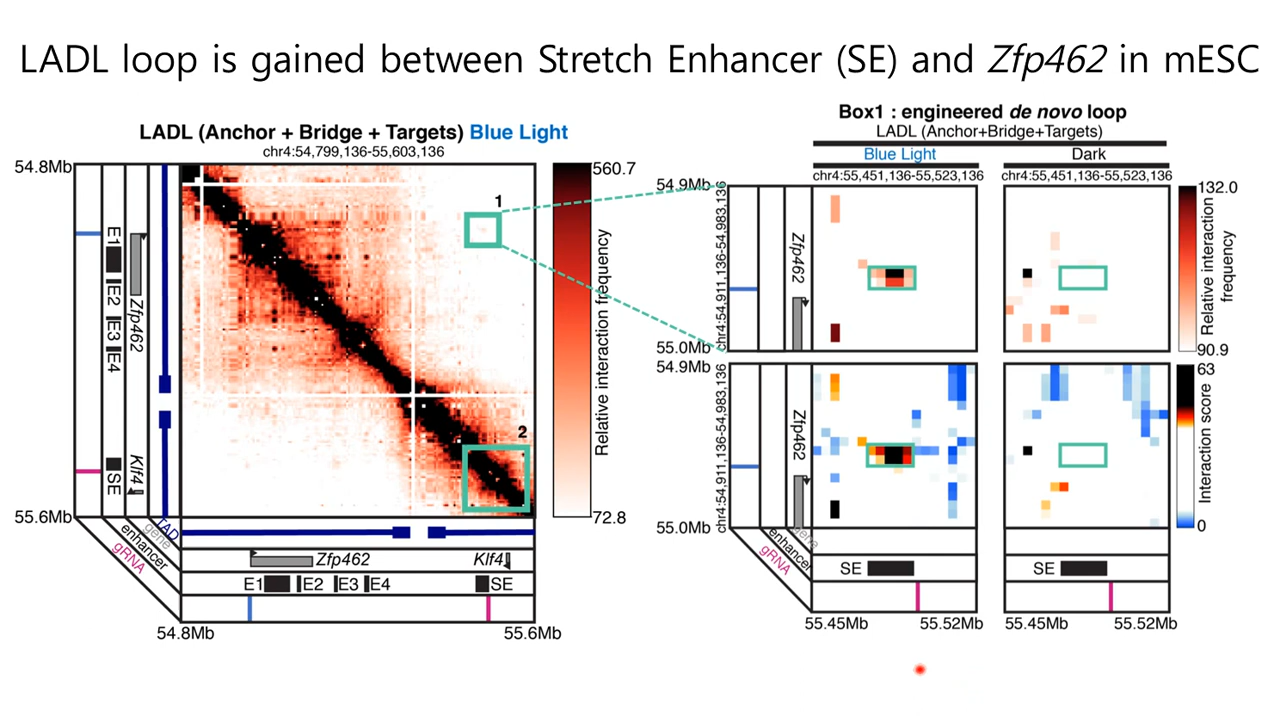 LADL loop is gained between Stretch Enhancer (SE) and Zfp462 in mESC
LADL (Anchor + Bridge + Targets) Blue Light
chr4:54,799,136-55,603,136
54.8Mb
E1
E2
E3
E4
Zfp462
SE
Klf4
55.6Mb
TAD
gene
enhancer
gRNA
1
2
560.7
Relative interaction frequency
72.8
Zfp462
Klf4
E1
E2
E3
E4
SE
54.8Mb
55.6Mb
Box1 : engineered de novo loop
LADL (Anchor+Bridge+Targets)
Blue Light
Dark
chr4:55,451,136-55,523,136
chr4:55,451,136-55,523,136
54.9Mb
chr4:54,911,136-54,983,136
Zfp462
55.0Mb
132.0
Relative interaction
frequency
90.9
54.9Mb
chr4:54,911,136-54,983,136
Zfp462
55.0Mb
63
Interaction score
0
gene
enhancer
gRNA
SE
SE
55.45Mb
55.52Mb
55.45Mb
55.52Mb